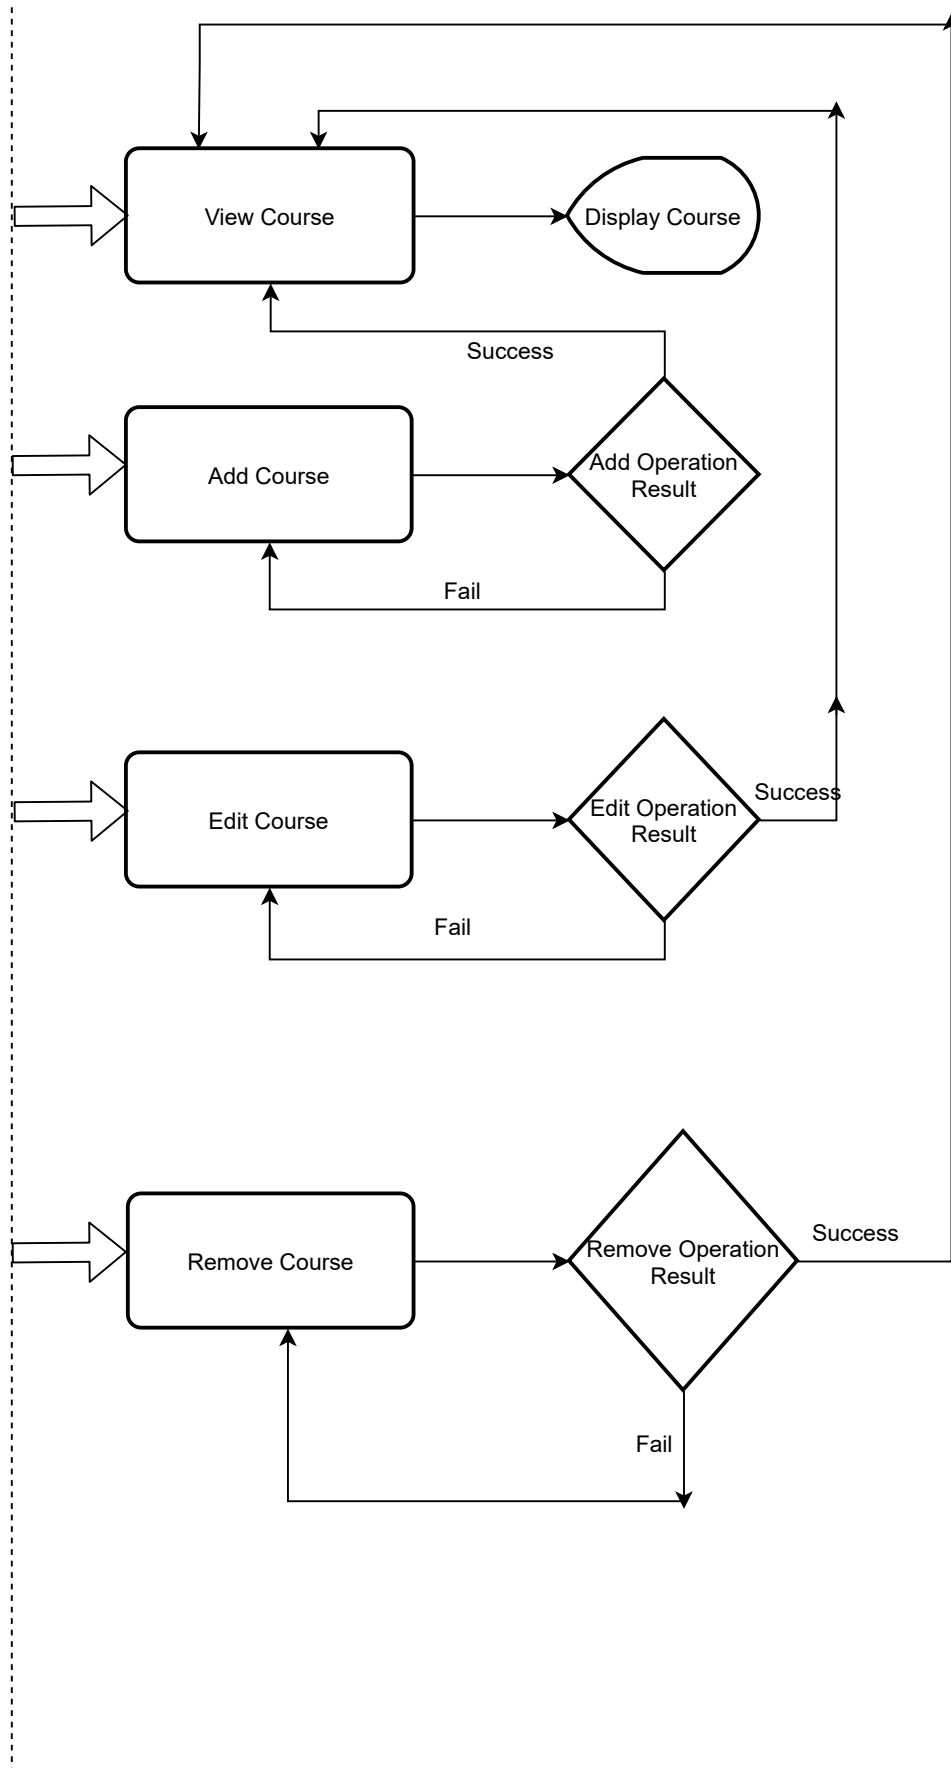 View Course
Display Course
Success
Add Course
Add Operation
Result
Fail
Edit Course
Edit Operation
Result
Success
Fail
Remove Course
Remove Operation
Result
Success
Fail